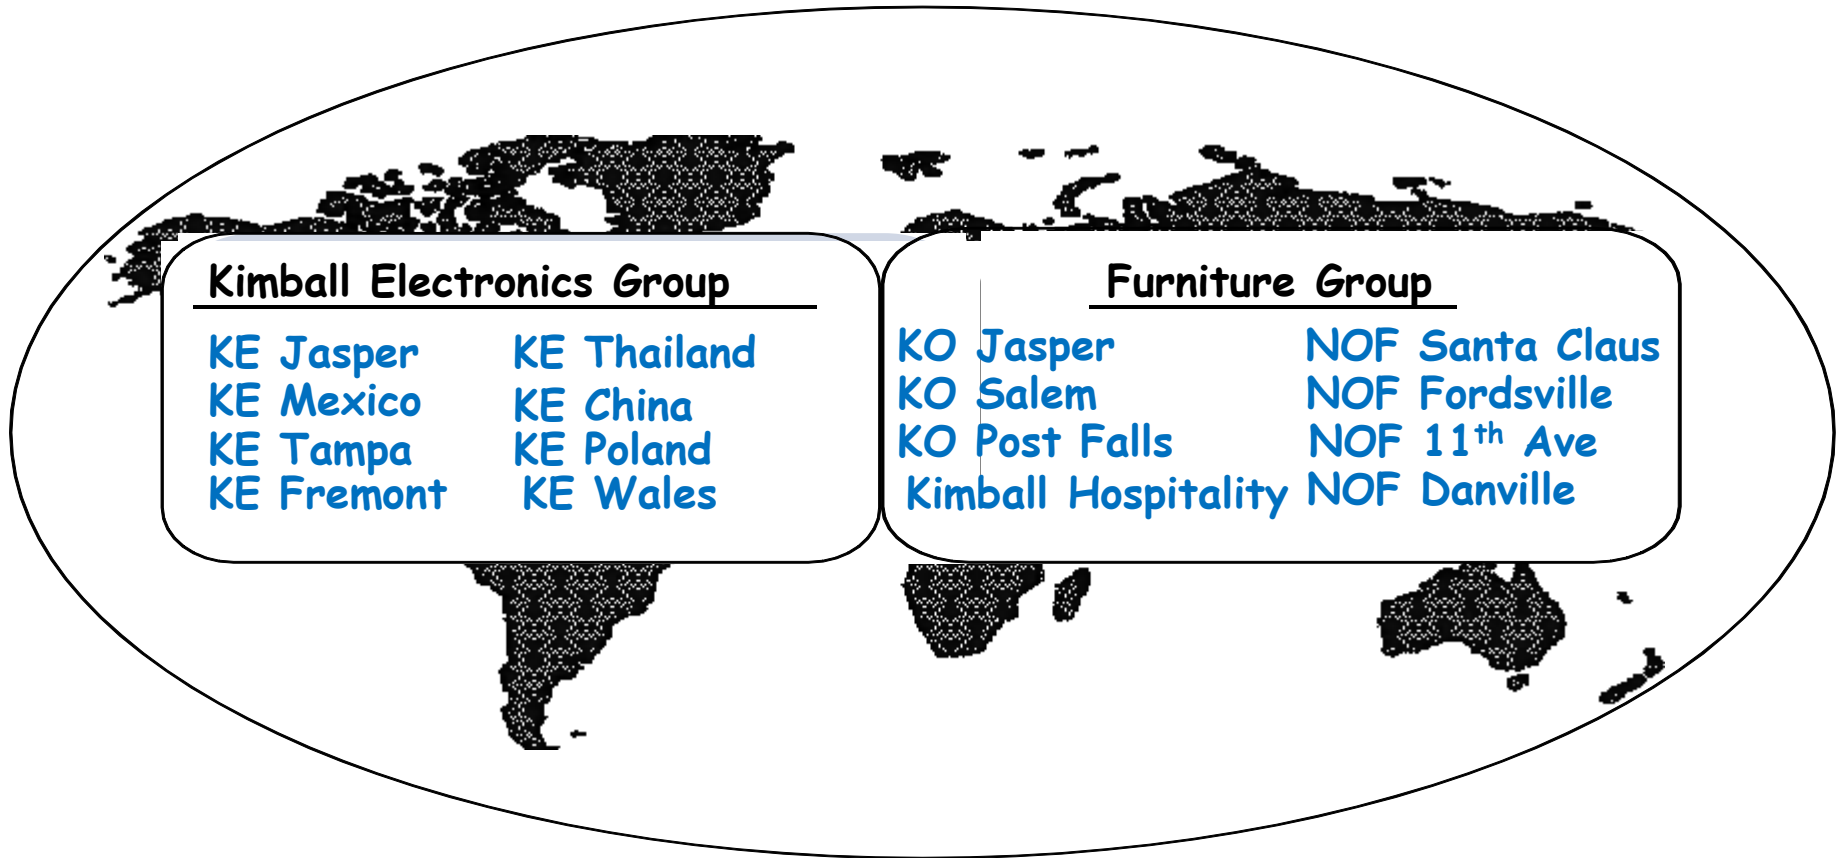 Kimball Electronics Group
KE Jasper KE Thailand
KE Mexico KE China
KE Tampa KE Poland
KE Fremont KE Wales
Furniture Group
KO Jasper NOF Santa Claus
KO Salem NOF Fordsville
KO Post Falls NOF 11th Ave
Kimball Hospitality NOF Danville